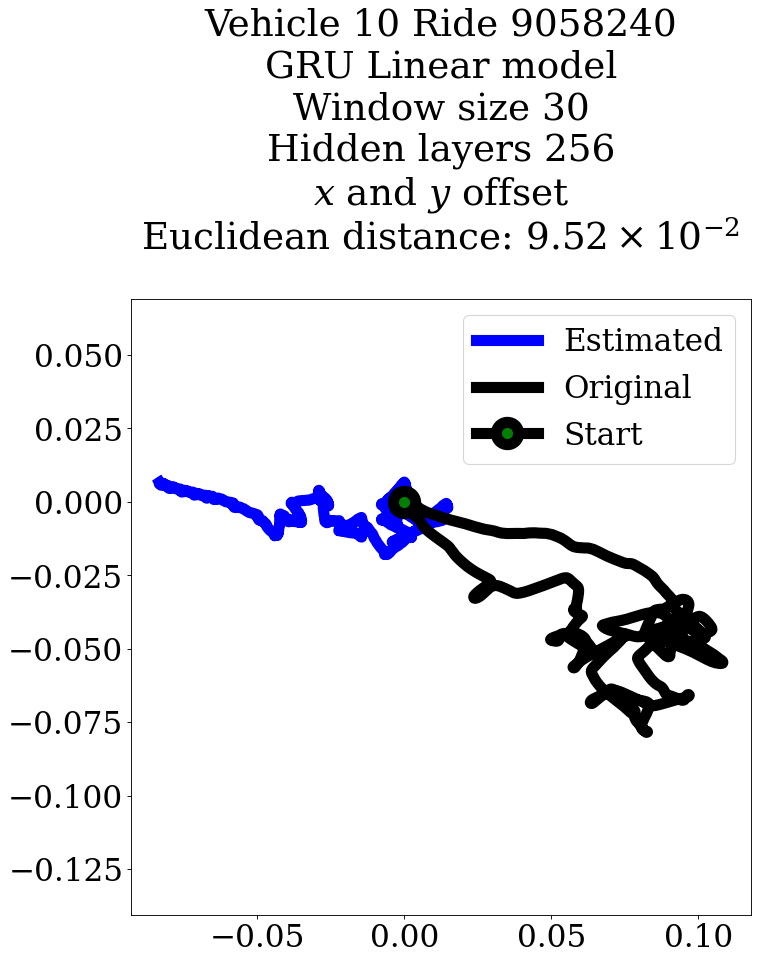 Vehicle 10 Ride 9058240
GRU Linear model
Window size 30
Hidden layers 256
x and y offset
Euclidean distance: 9.52 × 10⁻²
Estimated
Original
Start
0.050
0.025
0.000
−0.025
−0.050
−0.075
−0.100
−0.125
−0.05 0.00 0.05 0.10